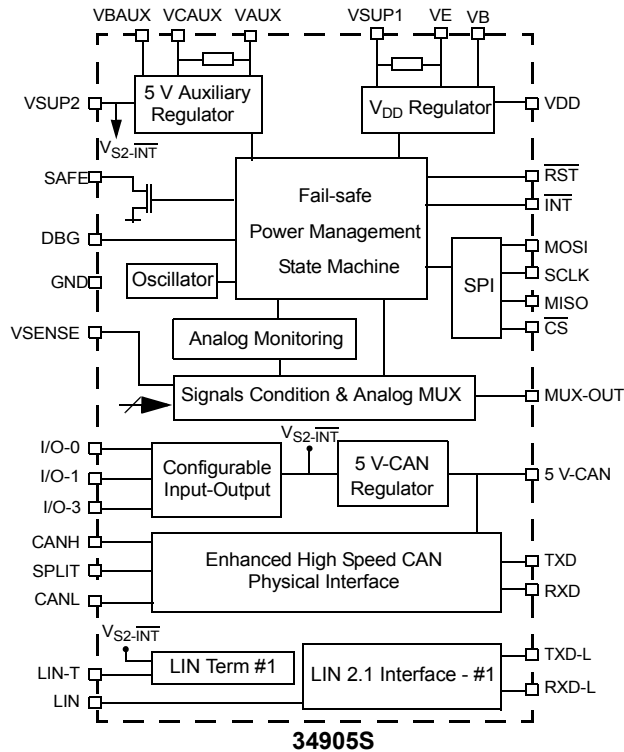 VBAUX VCAUX VAUX
VSUP1 VE VB
VSUP2
5 V Auxiliary
Regulator
VDD Regulator
VDD
VS2-INT
SAFE
Fail-safe
Power Management
State Machine
RST
INT
DBG
GND
Oscillator
SPI
MOSI
SCLK
MISO
CS
VSENSE
Analog Monitoring
Signals Condition & Analog MUX
MUX-OUT
VS2-INT
I/O-0
I/O-1
I/O-3
Configurable
Input-Output
5 V-CAN
Regulator
5 V-CAN
CANH
SPLIT
CANL
Enhanced High Speed CAN
Physical Interface
TXD
RXD
VS2-INT
LIN-T
LIN
LIN Term #1
LIN 2.1 Interface - #1
TXD-L
RXD-L
34905S